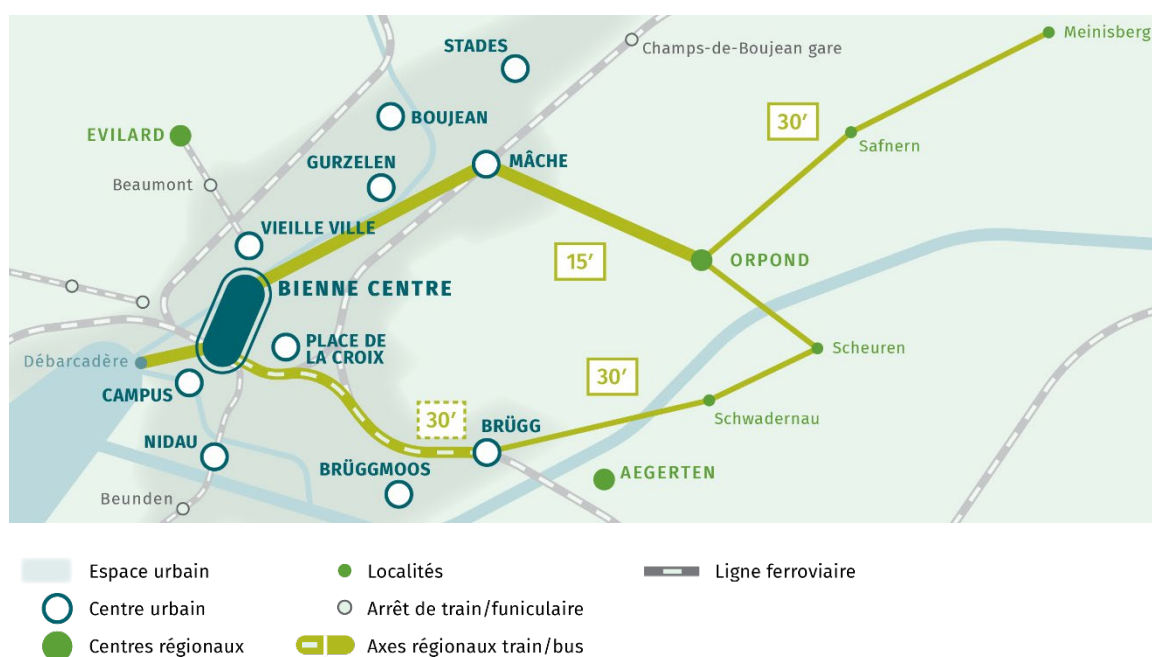 STADES
Champs-de-Boujean gare
Meinisberg
BOUJEAN
30′
EVILARD
Safnern
GURZELEN
MÂCHE
Beaumont
VIEILLE VILLE
15′
ORPOND
BIENNE CENTRE
PLACE DE
LA CROIX
Scheuren
Débarcadère
30′
CAMPUS
30′
Schwadernau
BRÜGG
NIDAU
BRÜGGMOOS
AEGERTEN
Beunden
Espace urbain
Localités
Ligne ferroviaire
Centre urbain
Arrêt de train/funiculaire
Centres régionaux
Axes régionaux train/bus